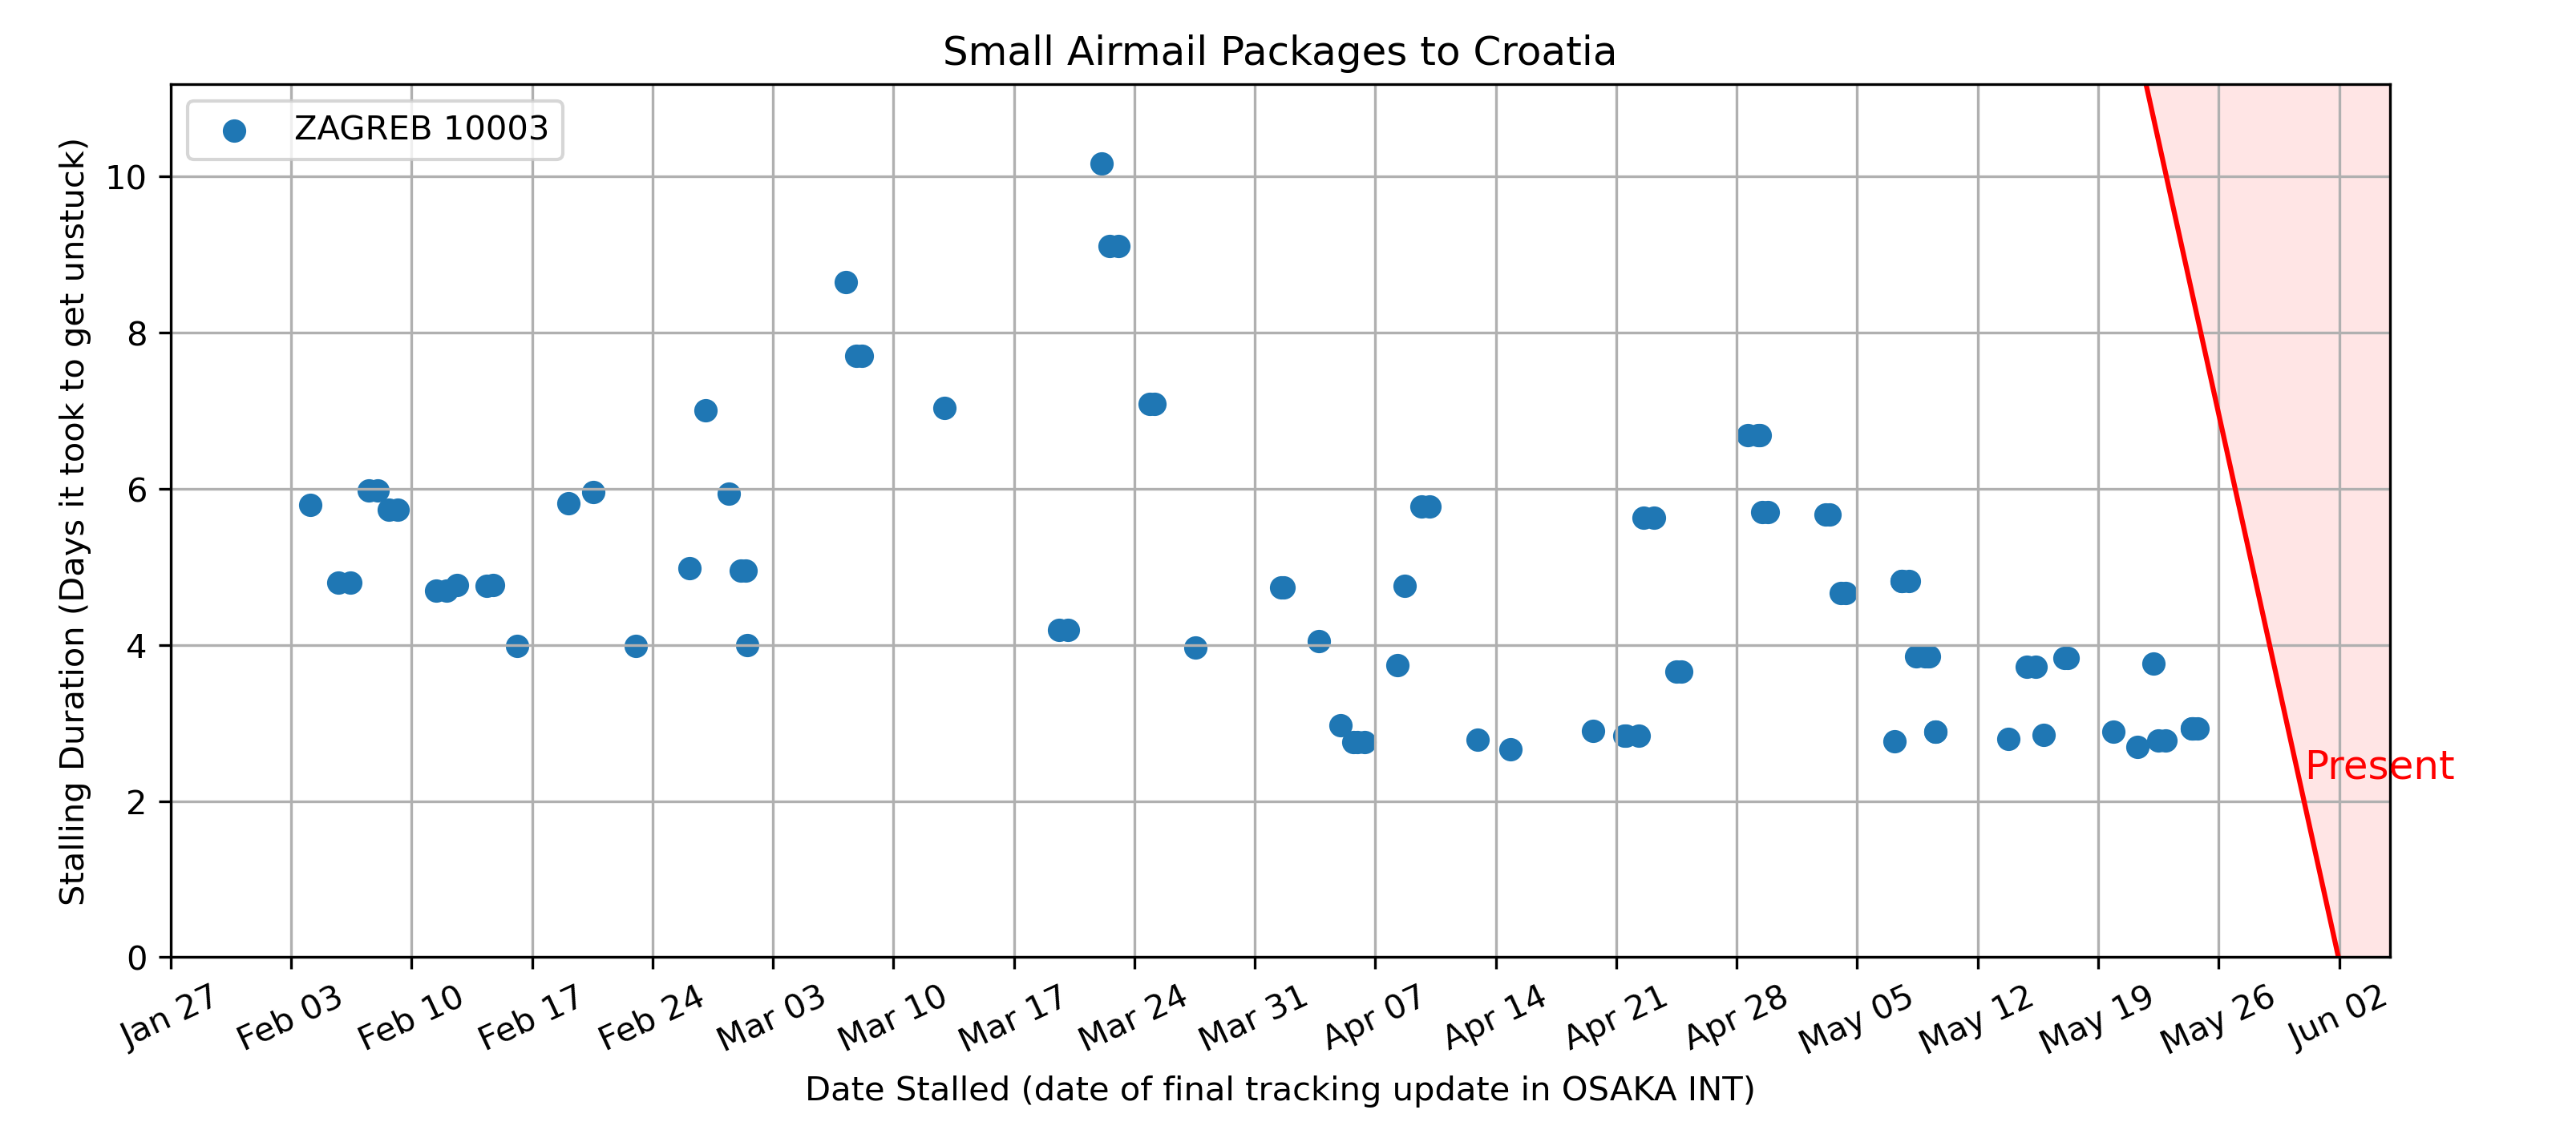 Small Airmail Packages to Croatia
ZAGREB 10003
Stalling Duration (Days it took to get unstuck)
10
8
6
4
2
0
Present
Jan 27 Feb 03 Feb 10 Feb 17 Feb 24 Mar 03 Mar 10 Mar 17 Mar 24 Mar 31 Apr 07 Apr 14 Apr 21 Apr 28 May 05 May 12 May 19 May 26 Jun 02
Date Stalled (date of final tracking update in OSAKA INT)